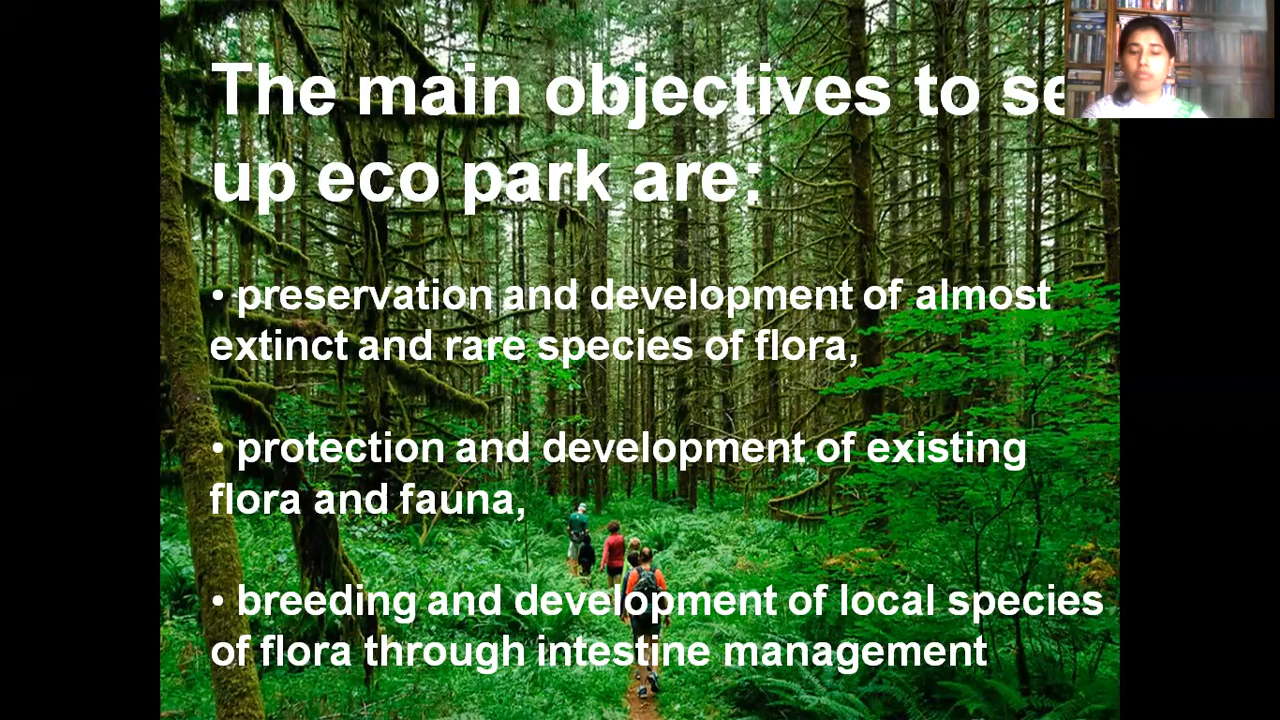 The main objectives to se
up eco park are:
• preservation and development of almost
extinct and rare species of flora,
• protection and development of existing
flora and fauna,
• breeding and development of local species
of flora through intestine management